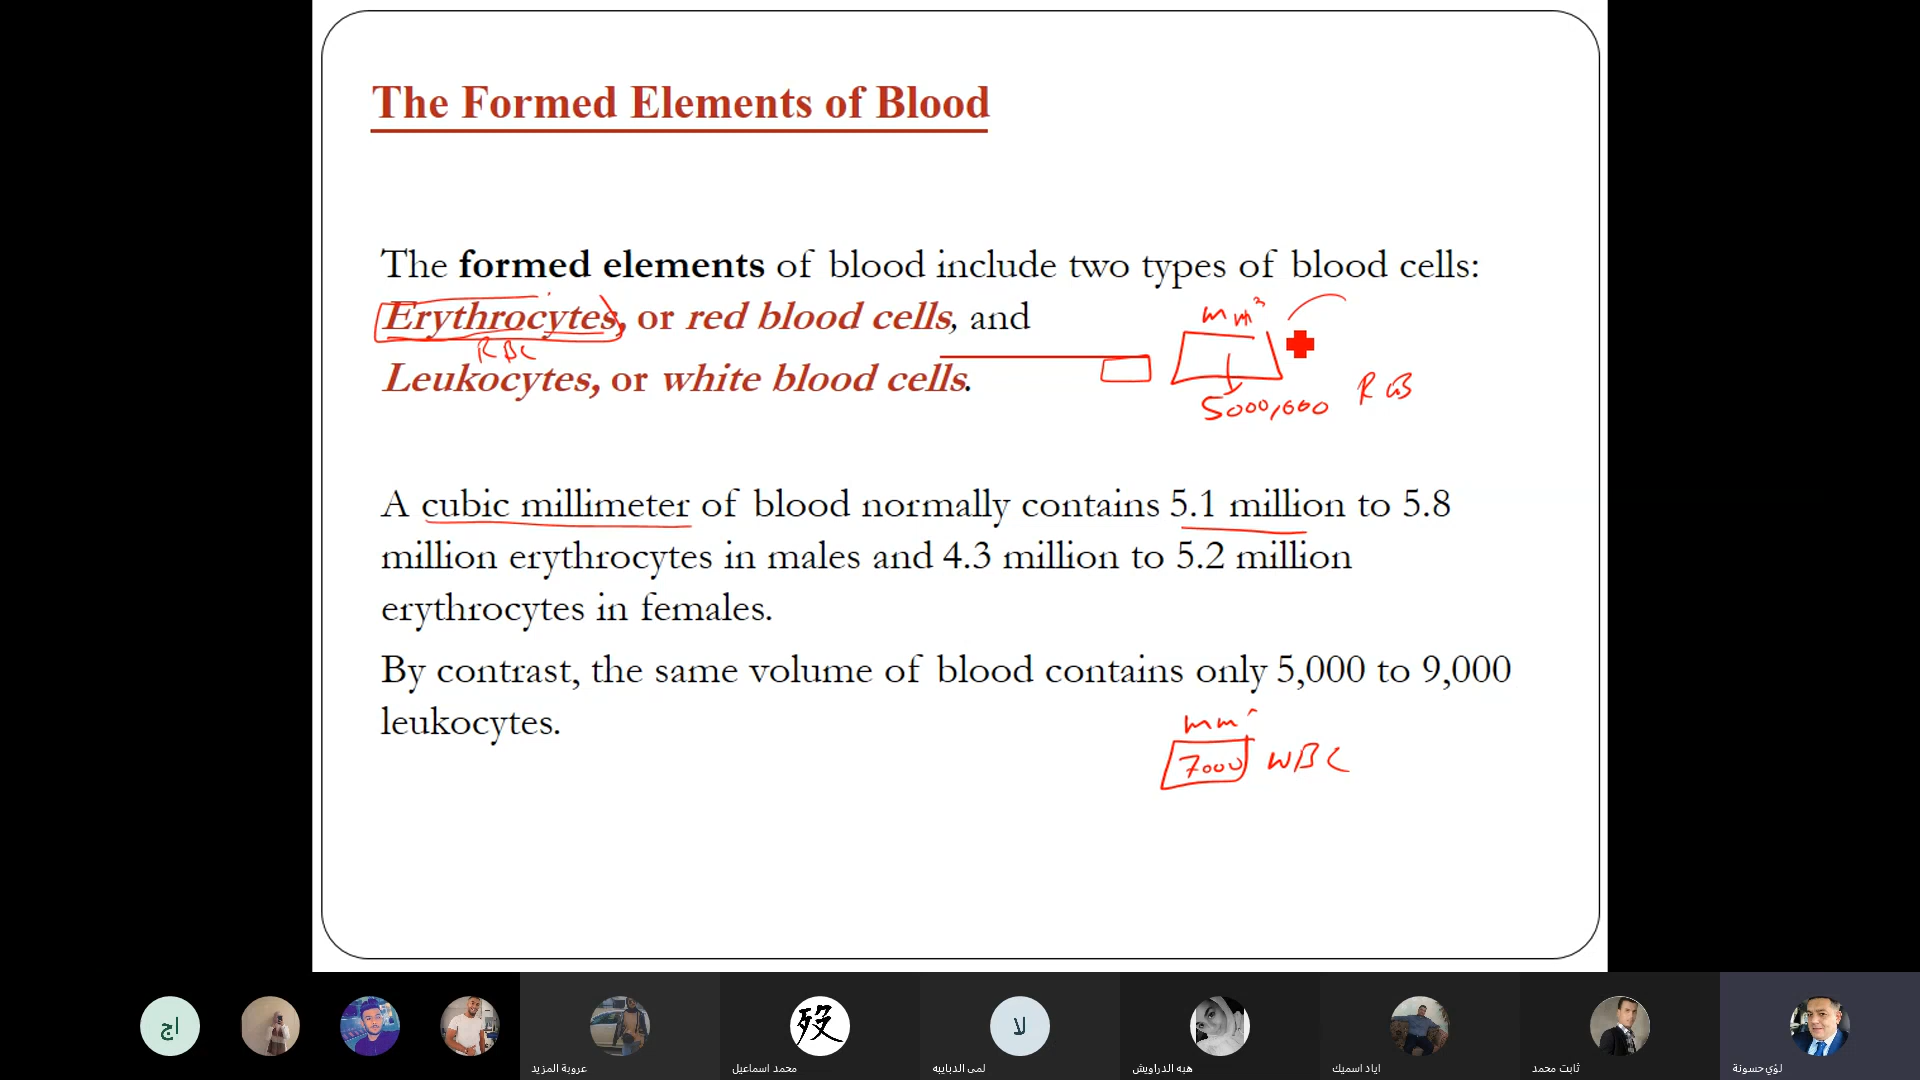 The Formed Elements of Blood
The formed elements of blood include two types of blood cells:
Erythrocytes, or red blood cells, and
RBC
mm³
Leukocytes, or white blood cells.
5000,000
A cubic millimeter of blood normally contains 5.1 million to 5.8
million erythrocytes in males and 4.3 million to 5.2 million
erythrocytes in females.
By contrast, the same volume of blood contains only 5,000 to 9,000
leukocytes.
mm
7000 WBC
اج
لا
عروبة المزيد
محمد اسماعيل
لمى الدبابيه
هبه الدراويش
اياد اسميك
ثابت محمد
لؤي حسونة